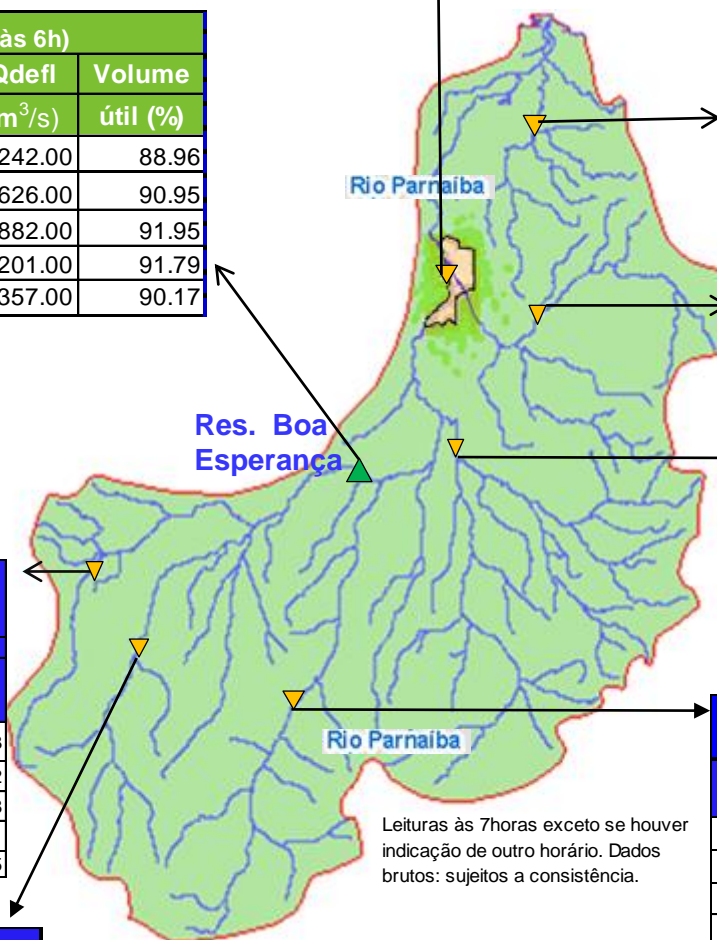 às 6h)
Qdefl Volume
m³/s) útil (%)
242.00 88.96
626.00 90.95
882.00 91.95
201.00 91.79
357.00 90.17
Rio Parnaíba
Res. Boa
Esperança
Rio Parnaíba
Leituras às 7horas exceto se houver
indicação de outro horário. Dados
brutos: sujeitos a consistência.